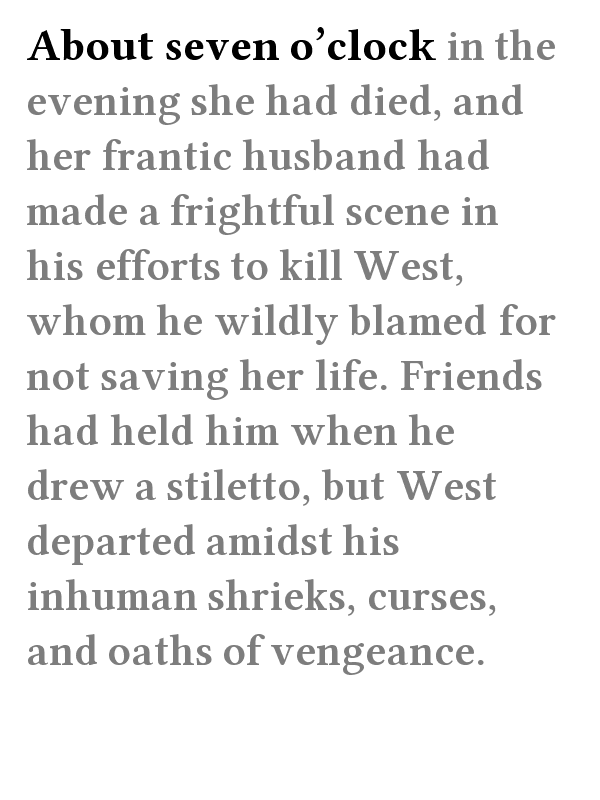 About seven o’clock in the
evening she had died, and
her frantic husband had
made a frightful scene in
his efforts to kill West,
whom he wildly blamed for
not saving her life. Friends
had held him when he
drew a stiletto, but West
departed amidst his
inhuman shrieks, curses,
and oaths of vengeance.